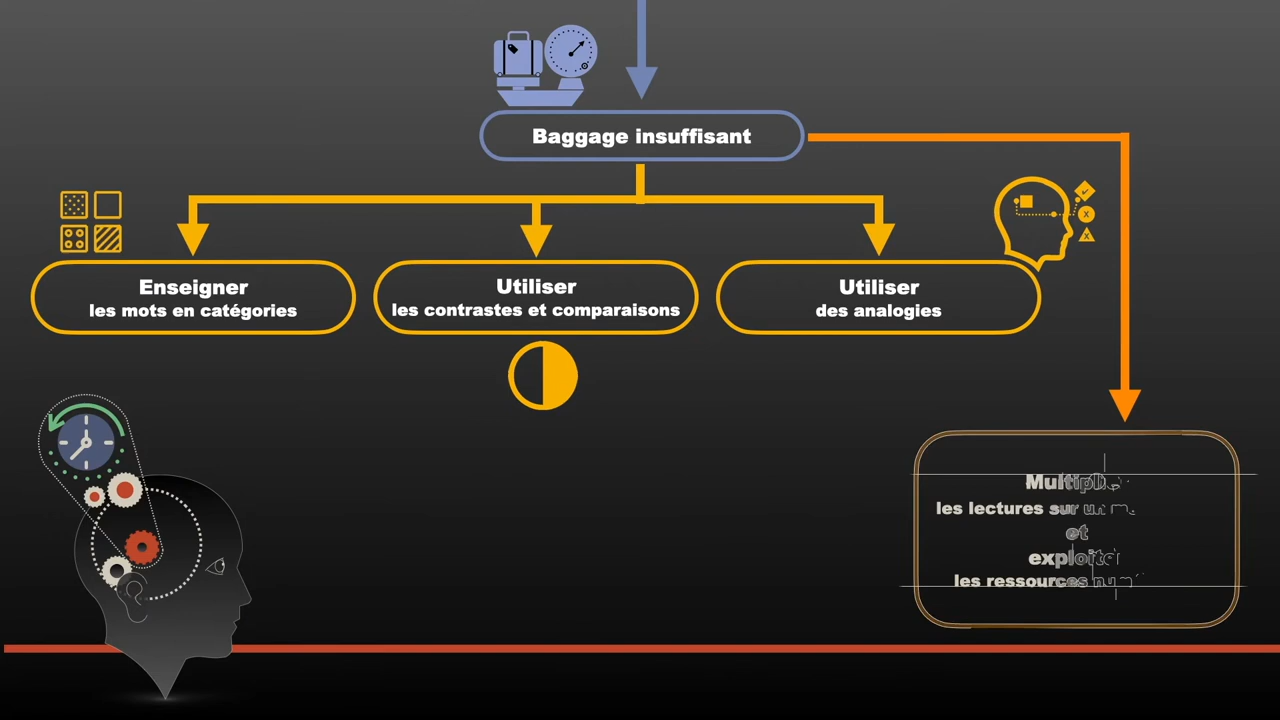 Baggage insuffisant
Enseigner
les mots en catégories
Utiliser
les contrastes et comparaisons
Utiliser
des analogies
les lectures sur un
et
les ressources